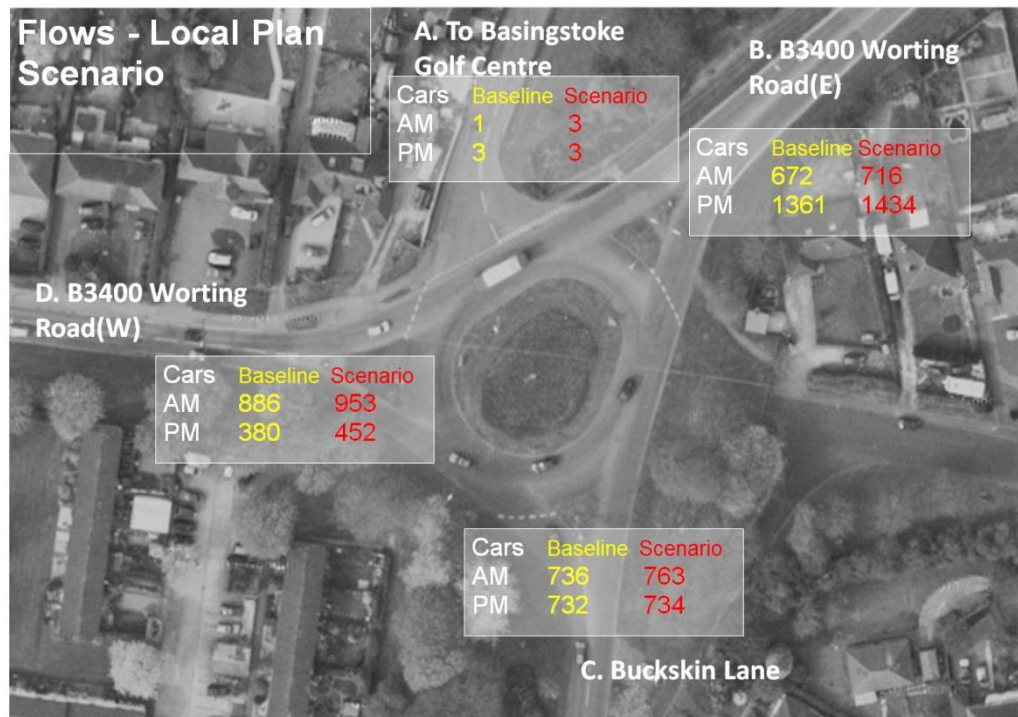 Flows - Local Plan
Scenario
A. To Basingstoke
Golf Centre
Cars Baseline Scenario
AM 1 3
PM 3 3
B. B3400 Worting
Road(E)
Cars Baseline Scenario
AM 672 716
PM 1361 1434
D. B3400 Worting
Road(W)
Cars Baseline Scenario
AM 886 953
PM 380 452
Cars Baseline Scenario
AM 736 763
PM 732 734
C. Buckskin Lane